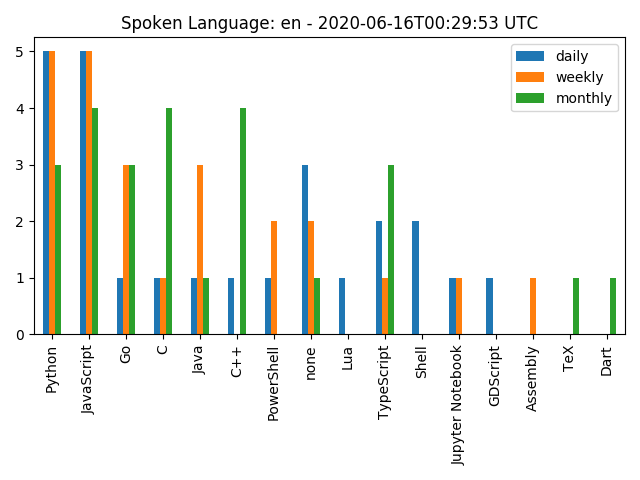 Spoken Language: en - 2020-06-16T00:29:53 UTC
daily
weekly
monthly
5
4
3
2
1
0
Python
JavaScript
Go
C
Java
C++
PowerShell
none
Lua
TypeScript
Shell
Jupyter Notebook
GDScript
Assembly
TeX
Dart